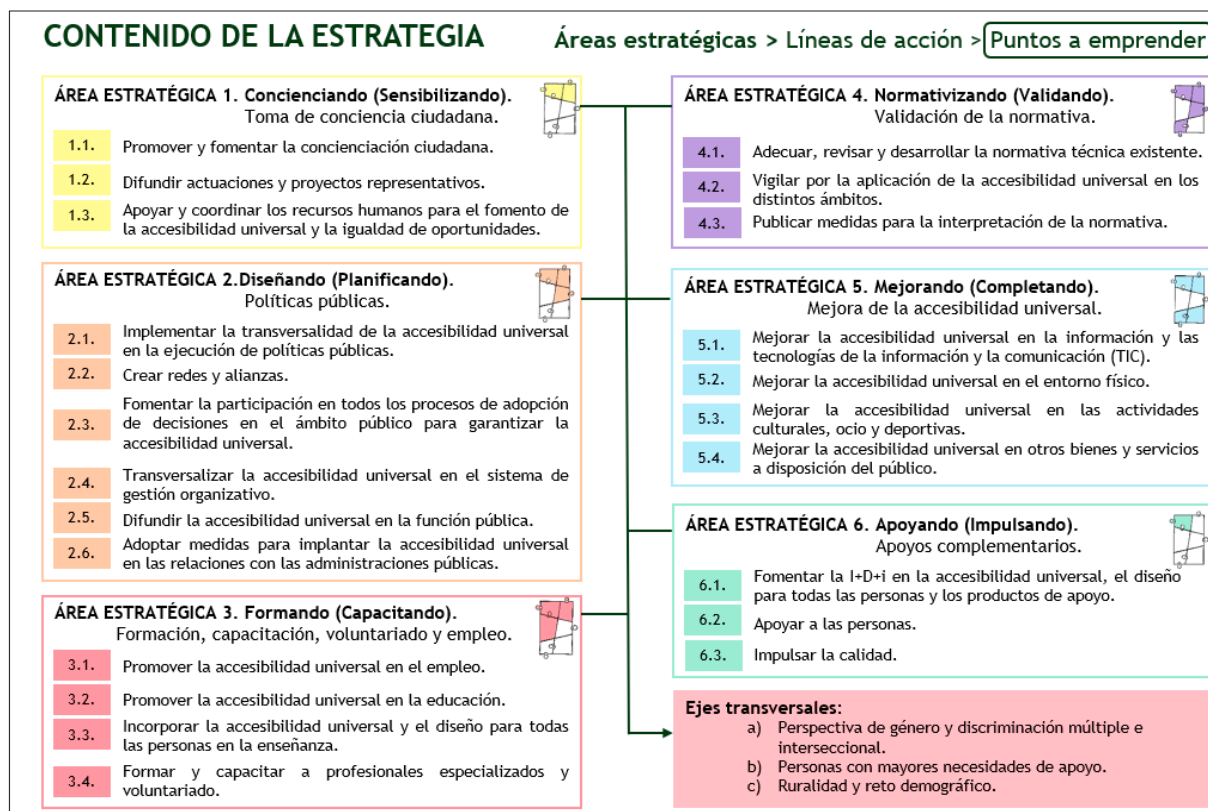 CONTENIDO DE LA ESTRATEGIA
Áreas estratégicas > Líneas de acción > Puntos a emprender
ÁREA ESTRATÉGICA 1. Concienciando (Sensibilizando).
Toma de conciencia ciudadana.
1.1. Promover y fomentar la concienciación ciudadana.
1.2. Difundir actuaciones y proyectos representativos.
1.3. Apoyar y coordinar los recursos humanos para el fomento de
la accesibilidad universal y la igualdad de oportunidades.
ÁREA ESTRATÉGICA 2.Diseñando (Planificando).
Políticas públicas.
2.1. Implementar la transversalidad de la accesibilidad universal
en la ejecución de políticas públicas.
2.2. Crear redes y alianzas.
2.3. Fomentar la participación en todos los procesos de adopción
de decisiones en el ámbito público para garantizar la
accesibilidad universal.
2.4. Transversalizar la accesibilidad universal en el sistema de
gestión organizativo.
2.5. Difundir la accesibilidad universal en la función pública.
2.6. Adoptar medidas para implantar la accesibilidad universal
en las relaciones con las administraciones públicas.
ÁREA ESTRATÉGICA 3. Formando (Capacitando).
Formación, capacitación, voluntariado y empleo.
3.1. Promover la accesibilidad universal en el empleo.
3.2. Promover la accesibilidad universal en la educación.
3.3. Incorporar la accesibilidad universal y el diseño para todas
las personas en la enseñanza.
3.4. Formar y capacitar a profesionales especializados y
voluntariado.
ÁREA ESTRATÉGICA 4. Normativizando (Validando).
Validación de la normativa.
4.1. Adecuar, revisar y desarrollar la normativa técnica existente.
4.2. Vigilar por la aplicación de la accesibilidad universal en los
distintos ámbitos.
4.3. Publicar medidas para la interpretación de la normativa.
ÁREA ESTRATÉGICA 5. Mejorando (Completando).
Mejora de la accesibilidad universal.
5.1. Mejorar la accesibilidad universal en la información y las
tecnologías de la información y la comunicación (TIC).
5.2. Mejorar la accesibilidad universal en el entorno físico.
5.3. Mejorar la accesibilidad universal en las actividades
culturales, ocio y deportivas.
5.4. Mejorar la accesibilidad universal en otros bienes y servicios
a disposición del público.
ÁREA ESTRATÉGICA 6. Apoyando (Impulsando).
Apoyos complementarios.
6.1. Fomentar la I+D+i en la accesibilidad universal, el diseño
para todas las personas y los productos de apoyo.
6.2. Apoyar a las personas.
6.3. Impulsar la calidad.
Ejes transversales:
a) Perspectiva de género y discriminación múltiple e
interseccional.
b) Personas con mayores necesidades de apoyo.
c) Ruralidad y reto demográfico.